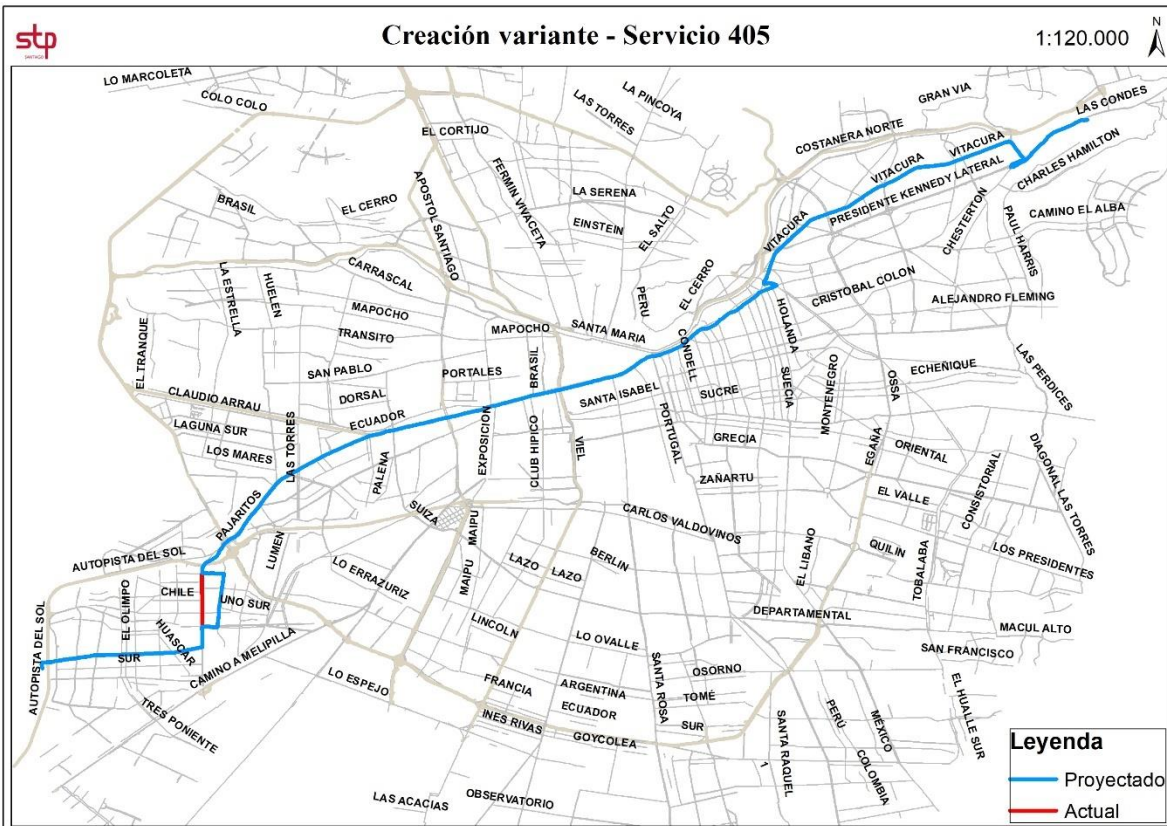 stp
SANTIAGO
Creación variante - Servicio 405
1:120.000
N
LO MARCOLETA
COLO COLO
LA PINCOYA
LAS TORRES
GRAN VIA
LAS CONDES
EL CORTIJO
COSTANERA NORTE
VITACURA
CHARLES HAMILTON
FERMIN VIVACETA
VITACURA
PRESIDENTE KENNEDY LATERAL
LA SERENA
BRASIL
EL CERRO
APOSTOL SANTIAGO
EINSTEIN
EL SALTO
VITACURA
CHESTERTON
PAUL HARRIS
CAMINO EL ALBA
CARRASCAL
LA ESTRELLA
HUELEN
PERU
EL CERRO
CRISTOBAL COLON
ALEJANDRO FLEMING
MAPOCHO
TRANSITO
MAPOCHO
SANTA MARIA
HOLANDA
EL TRANQUE
BRASIL
CONDELL
SAN PABLO
PORTALES
LAS PERDICES
ECHEÑIQUE
CLAUDIO ARRAU
DORSAL
SANTA ISABEL
SUCRE
SUECIA
MONTENEGRO
OSSA
ECUADOR
LAGUNA SUR
LAS TORRES
EXPOSICION
CLUB HIPICO
VIEL
PORTUGAL
GRECIA
ORIENTAL
DIAGONAL LAS TORRES
LOS MARES
PALENA
EGAÑA
ZAÑARTU
EL VALLE
CONSISTORIAL
PAJARITOS
SUIZA
MAIPU
CARLOS VALDOVINOS
AUTOPISTA DEL SOL
LUMEN
LO ERRAZURIZ
MAIPU
LAZO
LAZO
BERLIN
EL LIBANO
QUILIN
TOBALABA
LOS PRESIDENTES
EL OLIMPO
CHILE
UNO SUR
DEPARTAMENTAL
MACUL ALTO
AUTOPISTA DEL SOL
HUASCAR
SUR
CAMINO A MELIPILLA
LINCOLN
LO OVALLE
SAN FRANCISCO
LO ESPEJO
SANTA ROSA
OSORNO
EL HUALLE SUR
TRES PONIENTE
FRANCIA
ARGENTINA
ECUADOR
TOMÉ
INES RIVAS
GOYCOLEA
SUR
SANTA RAQUEL
PERÚ
MÉXICO
COLOMBIA
1
LAS ACACIAS
OBSERVATORIO
Leyenda
Proyectado
Actual